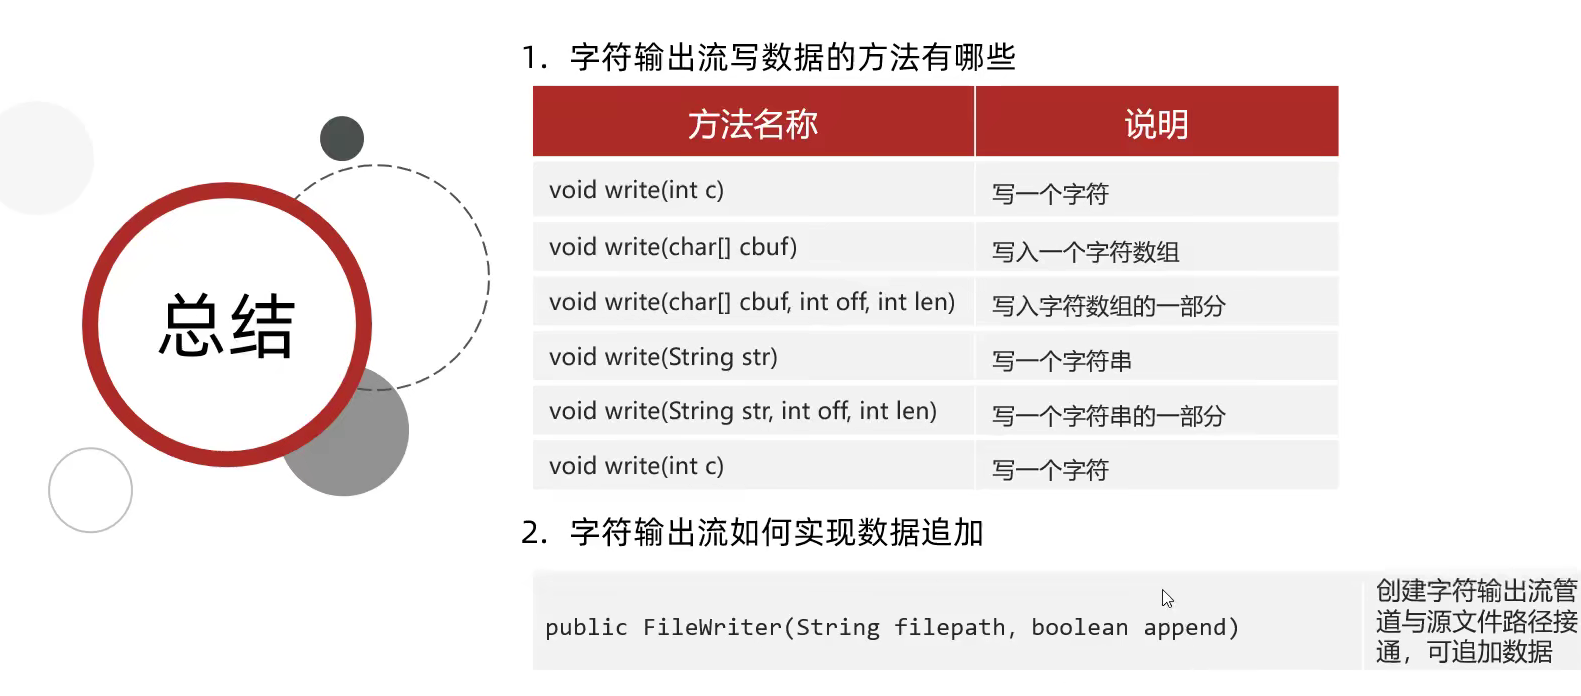 总结
1. 字符输出流写数据的方法有哪些
方法名称 说明
void write(int c) 写一个字符
void write(char[] cbuf) 写入一个字符数组
void write(char[] cbuf, int off, int len) 写入字符数组的一部分
void write(String str) 写一个字符串
void write(String str, int off, int len) 写一个字符串的一部分
void write(int c) 写一个字符
2. 字符输出流如何实现数据追加
public FileWriter(String filepath, boolean append)
创建字符输出流管
道与源文件路径接
通，可追加数据